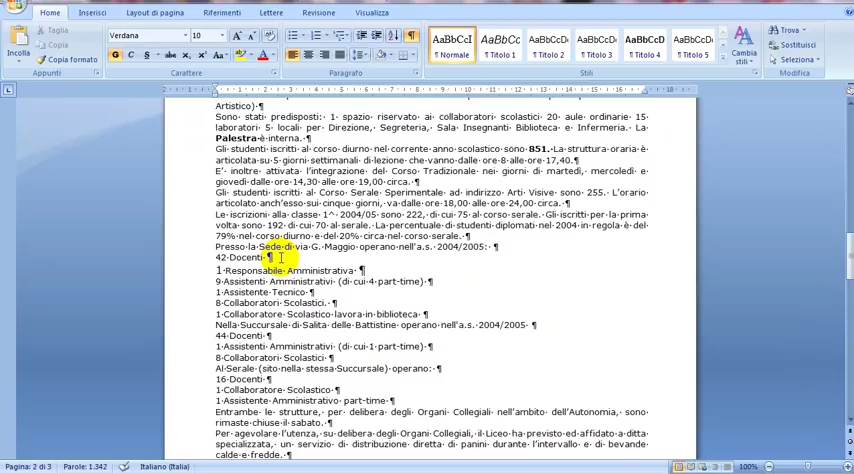 Home Inserisci Layout di pagina Riferimenti Lettere Revisione Visualizza
Incolla
Taglia
Copia
Copia formato
Verdana 10
AaBbCcI AaBbCc AaBbCcDc AaBbCcDc AaBbCcD AaBbCcDc
Normale Titolo 1 Titolo 2 Titolo 3 Titolo 4 Titolo 5
Cambia stili
Trova
Sostituisci
Seleziona
Appunti Carattere Paragrafo Stili Modifica
Artistico) ¶
Sono stati predisposti: 1 spazio riservato ai collaboratori scolastici 20 aule ordinarie 15
laboratori 5 locali per Direzione, Segreteria, Sala Insegnanti Biblioteca e Infermeria. La
Palestra è interna. ¶
Gli studenti iscritti al corso diurno nel corrente anno scolastico sono 851. La struttura oraria è
articolata su 5 giorni settimanali di lezione che vanno dalle ore 8 alle ore 17,40. ¶
E' inoltre attivata l'integrazione del Corso Tradizionale nei giorni di martedì, mercoledì e
giovedì dalle ore 14,30 alle ore 19,00 circa. ¶
Gli studenti iscritti al Corso Serale Sperimentale ad indirizzo Arti Visive sono 255. L'orario
articolato anch'esso sui cinque giorni, va dalle ore 18,00 alle ore 24,00 circa. ¶
Le iscrizioni alla classe 1^ 2004/05 sono 222, di cui 75 al corso serale. Gli iscritti per la prima
volta sono 192 di cui 70 al serale. La percentuale di studenti diplomati nel 2004 in regola è del
79% nel corso diurno e del 20% circa nel corso serale. ¶
Presso la Sede di via G. Maggio operano nell'a.s. 2004/2005: ¶
42 Docenti ¶
1 Responsabile Amministrativa ¶
9 Assistenti Amministrativi (di cui 4 part-time) ¶
1 Assistente Tecnico ¶
8 Collaboratori Scolastici. ¶
1 Collaboratore Scolastico lavora in biblioteca ¶
Nella Succursale di Salita delle Battistine operano nell'a.s. 2004/2005 ¶
44 Docenti ¶
1 Assistenti Amministrativi (di cui 1 part-time) ¶
8 Collaboratori Scolastici ¶
Al Serale (sito nella stessa Succursale) operano: ¶
16 Docenti ¶
1 Collaboratore Scolastico ¶
1 Assistente Amministrativo part-time ¶
Entrambe le strutture, per delibera degli Organi Collegiali nell'ambito dell'Autonomia, sono
rimaste chiuse il sabato. ¶
Per agevolare l'utenza, su delibera degli Organi Collegiali, il Liceo ha previsto ed affidato a ditta
specializzata, un servizio di distribuzione diretta di panini durante l'intervallo e di bevande
calde e fredde. ¶
Pagina: 2 di 3 Parole: 1.342 Italiano (Italia) 100%